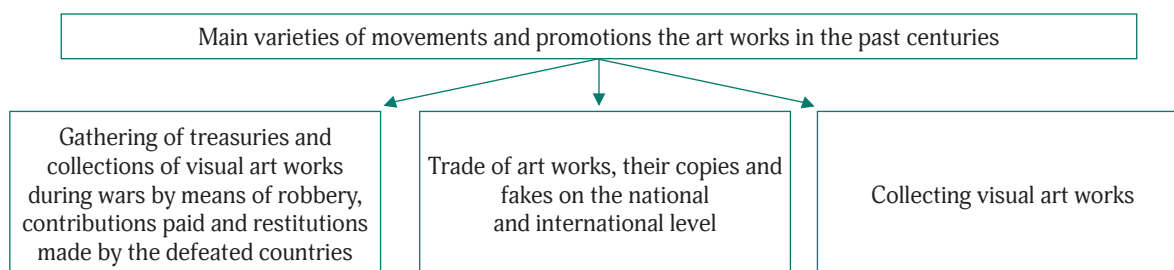 Main varieties of movements and promotions the art works in the past centuries
Gathering of treasuries and
collections of visual art works
during wars by means of robbery,
contributions paid and restitutions
made by the defeated countries
Trade of art works, their copies and
fakes on the national
and international level
Collecting visual art works